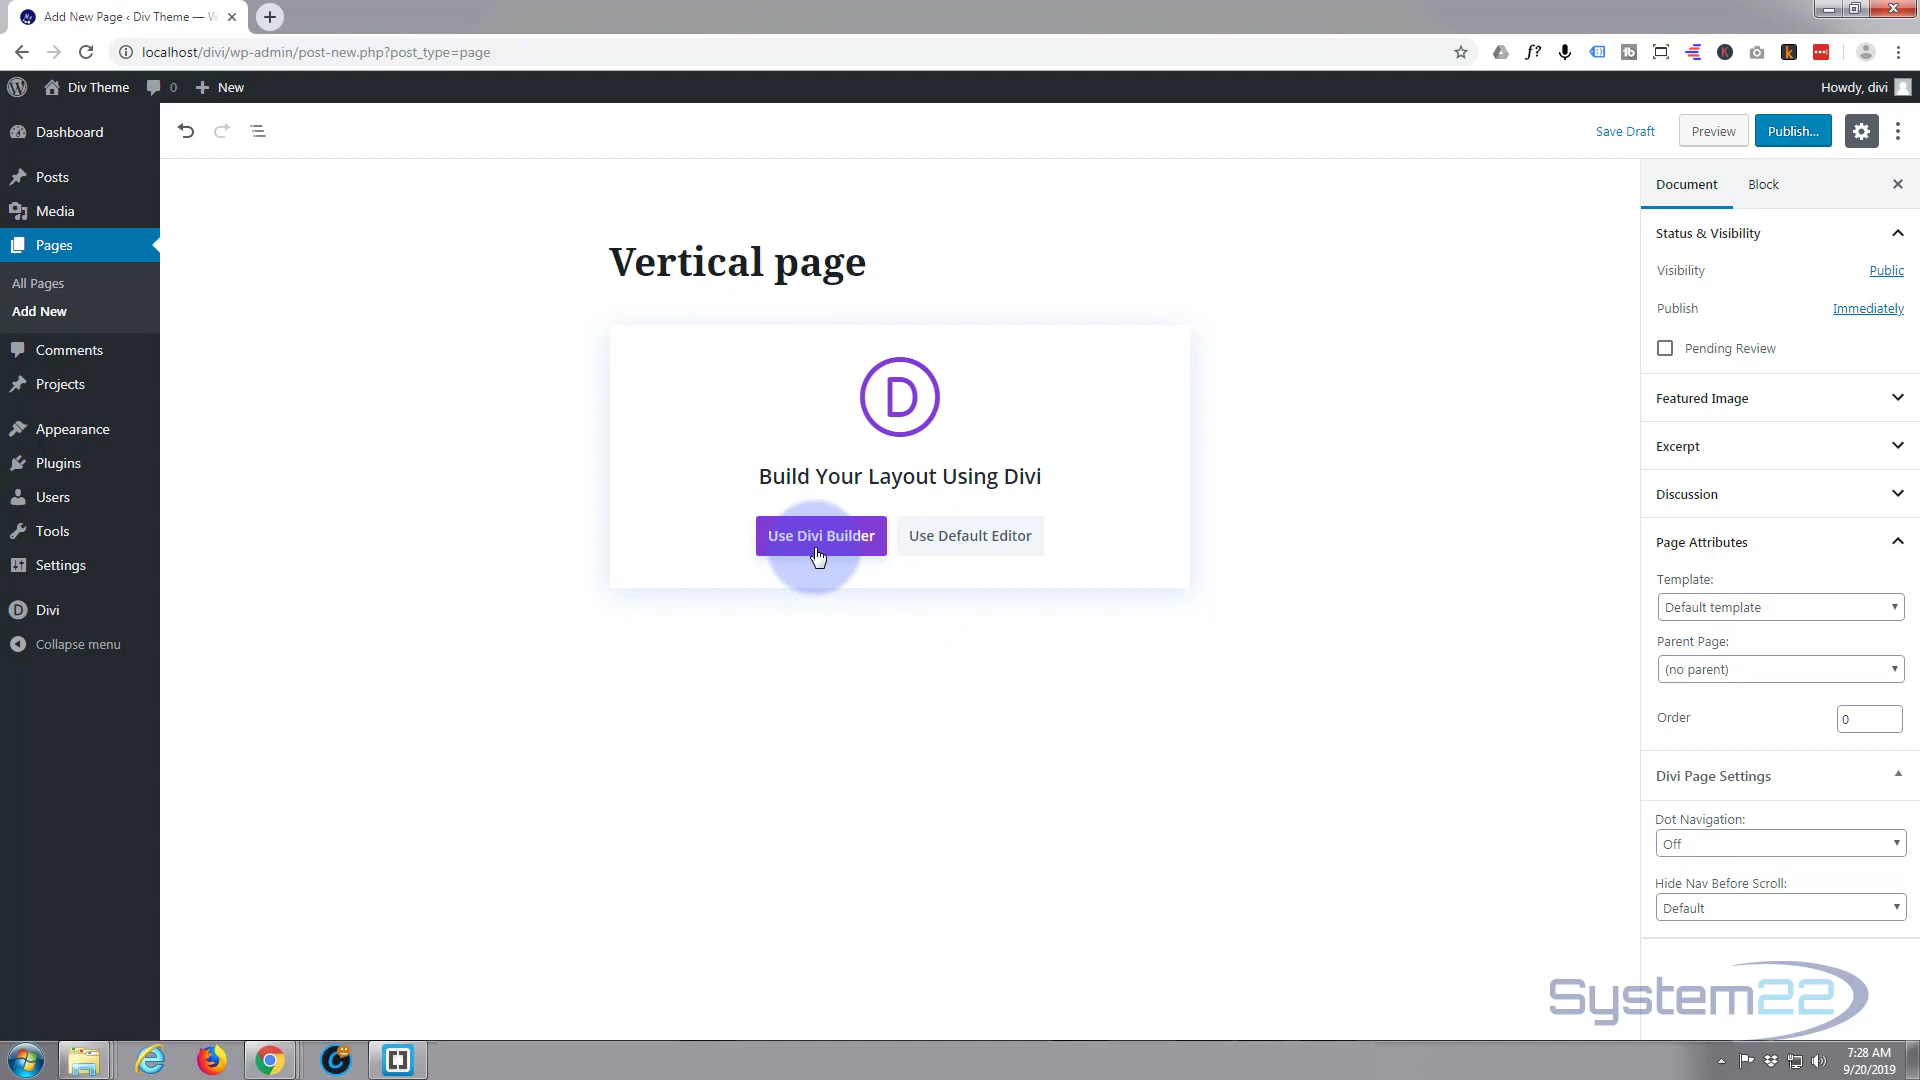 Add New Page ‹ Div Theme — W
localhost/divi/wp-admin/post-new.php?post_type=page
Div Theme
0
New
Howdy, divi
Dashboard
Posts
Media
Pages
All Pages
Add New
Comments
Projects
Appearance
Plugins
Users
Tools
Settings
Divi
Collapse menu
Save Draft
Preview
Publish...
Vertical page
D
Build Your Layout Using Divi
Use Divi Builder
Use Default Editor
Document
Block
Status & Visibility
Visibility
Public
Publish
Immediately
Pending Review
Featured Image
Excerpt
Discussion
Page Attributes
Template:
Default template
Parent Page:
(no parent)
Order
0
Divi Page Settings
Dot Navigation:
Off
Hide Nav Before Scroll:
Default
System22
7:28 AM
9/20/2019